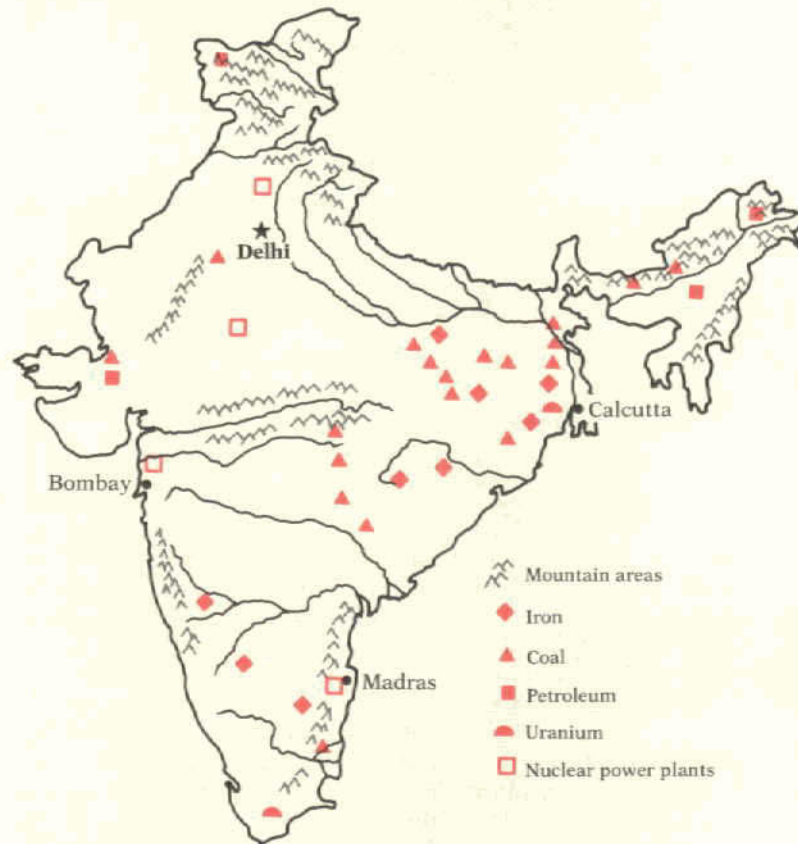 Delhi
Calcutta
Bombay
Madras
Mountain areas
Iron
Coal
Petroleum
Uranium
Nuclear power plants